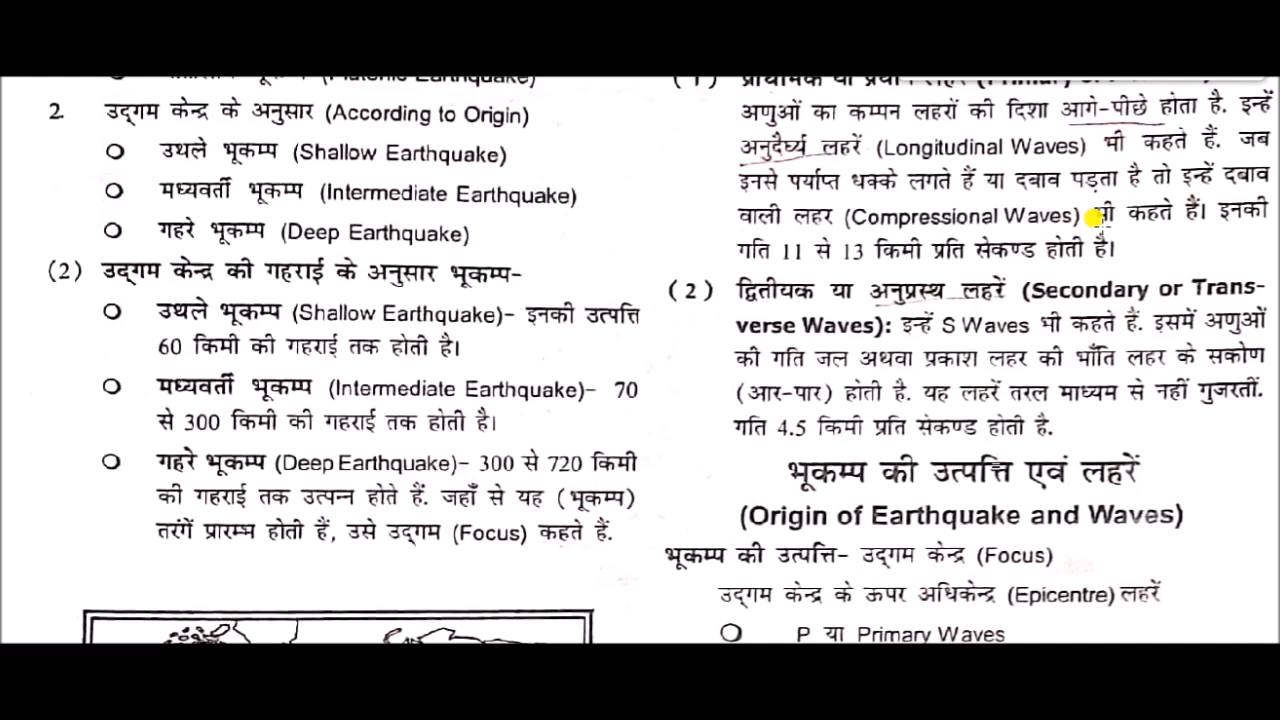 (Plutonic Earthquake)
2. उद्गम केन्द्र के अनुसार (According to Origin)
उथले भूकम्प (Shallow Earthquake)
मध्यवर्ती भूकम्प (Intermediate Earthquake)
गहरे भूकम्प (Deep Earthquake)
(2) उद्गम केन्द्र की गहराई के अनुसार भूकम्प-
उथले भूकम्प (Shallow Earthquake)- इनकी उत्पत्ति
60 किमी की गहराई तक होती है।
मध्यवर्ती भूकम्प (Intermediate Earthquake)- 70
से 300 किमी की गहराई तक होती है।
गहरे भूकम्प (Deep Earthquake)- 300 से 720 किमी
की गहराई तक उत्पन्न होते हैं. जहाँ से यह (भूकम्प)
तरंगें प्रारम्भ होती हैं, उसे उद्गम (Focus) कहते हैं.
(1) प्राथमिक या प्रधान लहर (Primary
अणुओं का कम्पन लहरों की दिशा आगे-पीछे होता है. इन्हें
अनुदैर्घ्य लहरें (Longitudinal Waves) भी कहते हैं. जब
इनसे पर्याप्त धक्के लगते हैं या दबाव पड़ता है तो इन्हें दबाव
वाली लहर (Compressional Waves) भी कहते हैं। इनकी
गति 11 से 13 किमी प्रति सेकण्ड होती है।
(2) द्वितीयक या अनुप्रस्थ लहरें (Secondary or Trans-
verse Waves): इन्हें S Waves भी कहते हैं. इसमें अणुओं
की गति जल अथवा प्रकाश लहर की भाँति लहर के सकोण
(आर-पार) होती है. यह लहरें तरल माध्यम से नहीं गुजरतीं.
गति 4.5 किमी प्रति सेकण्ड होती है.
भूकम्प की उत्पत्ति एवं लहरें
(Origin of Earthquake and Waves)
भूकम्प की उत्पत्ति- उद्गम केन्द्र (Focus)
उद्गम केन्द्र के ऊपर अधिकेन्द्र (Epicentre) लहरें
P या Primary Waves